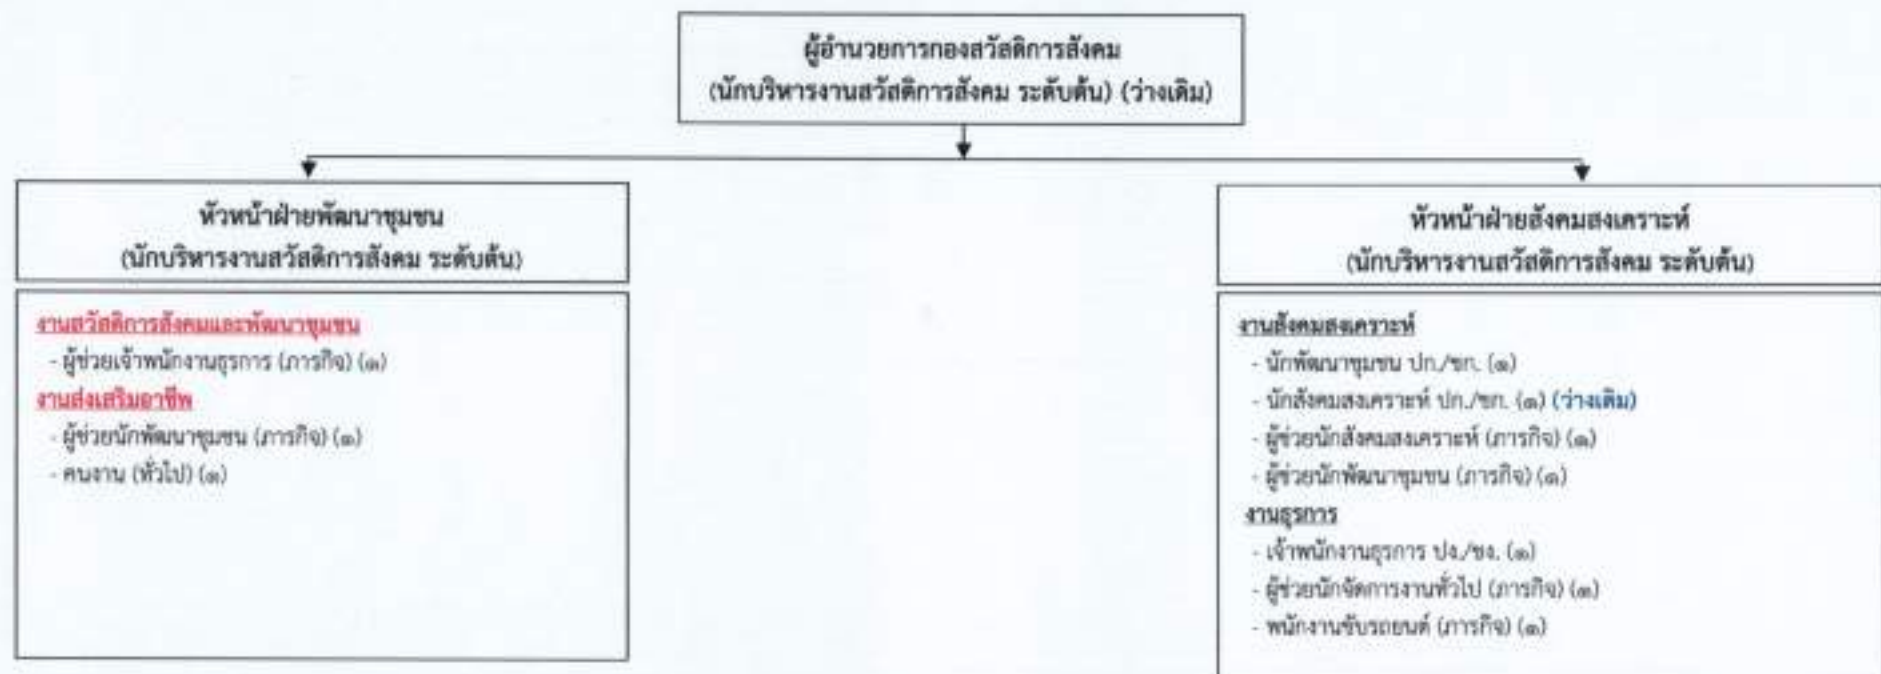 ผู้อำนวยการกองสวัสดิการสังคม
(นักบริหารงานสวัสดิการสังคม ระดับต้น) (ว่างเดิม)
หัวหน้าฝ่ายพัฒนาชุมชน
(นักบริหารงานสวัสดิการสังคม ระดับต้น)
งานสวัสดิการสังคมและพัฒนาชุมชน
- ผู้ช่วยเจ้าพนักงานธุรการ (ภารกิจ) (๑)
งานส่งเสริมอาชีพ
- ผู้ช่วยนักพัฒนาชุมชน (ภารกิจ) (๑)
- คนงาน (ทั่วไป) (๑)
หัวหน้าฝ่ายสังคมสงเคราะห์
(นักบริหารงานสวัสดิการสังคม ระดับต้น)
งานสังคมสงเคราะห์
- นักพัฒนาชุมชน ปก./ชก. (๑)
- นักสังคมสงเคราะห์ ปก./ชก. (๑) (ว่างเดิม)
- ผู้ช่วยนักสังคมสงเคราะห์ (ภารกิจ) (๑)
- ผู้ช่วยนักพัฒนาชุมชน (ภารกิจ) (๑)
งานธุรการ
- เจ้าพนักงานธุรการ ปง./ชง. (๑)
- ผู้ช่วยนักจัดการงานทั่วไป (ภารกิจ) (๑)
- พนักงานขับรถยนต์ (ภารกิจ) (๑)